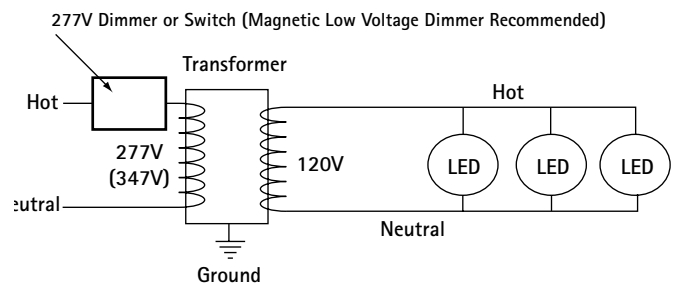 277V Dimmer or Switch (Magnetic Low Voltage Dimmer Recommended)
Transformer
Hot
Hot
277V
(347V)
120V
LED
LED
LED
eutral
Neutral
Ground